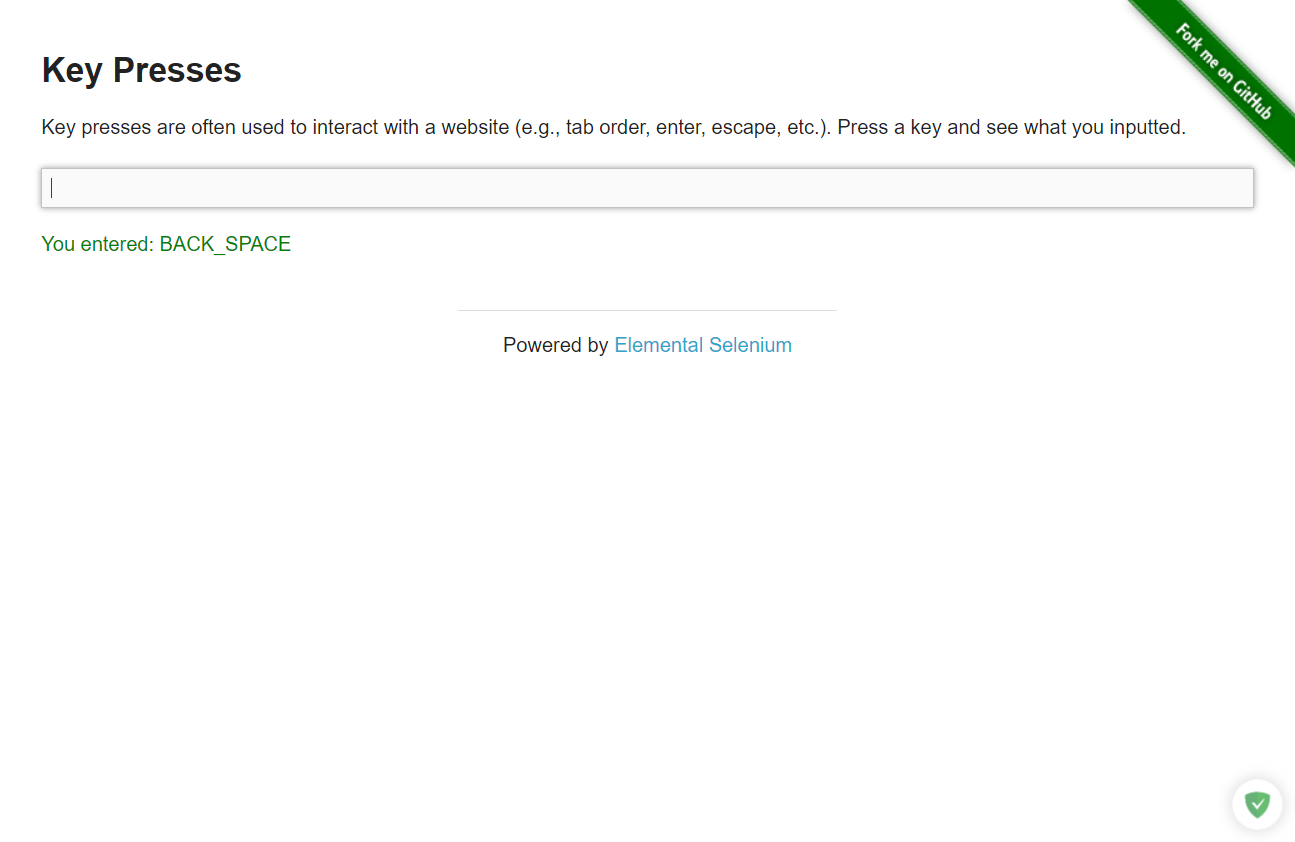 Fork me on GitHub
Key Presses
Key presses are often used to interact with a website (e.g., tab order, enter, escape, etc.). Press a key and see what you inputted.
You entered: BACK_SPACE
Powered by Elemental Selenium